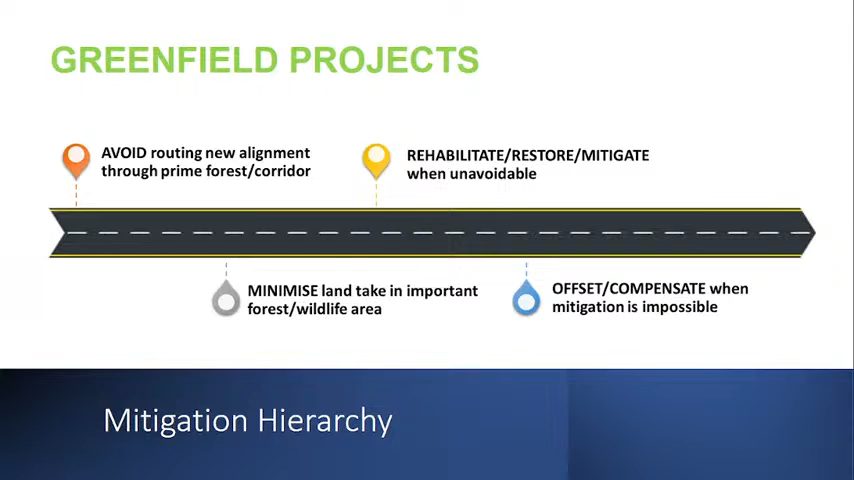 GREENFIELD PROJECTS
AVOID routing new alignment
through prime forest/corridor
REHABILITATE/RESTORE/MITIGATE
when unavoidable
MINIMISE land take in important
forest/wildlife area
OFFSET/COMPENSATE when
mitigation is impossible
Mitigation Hierarchy